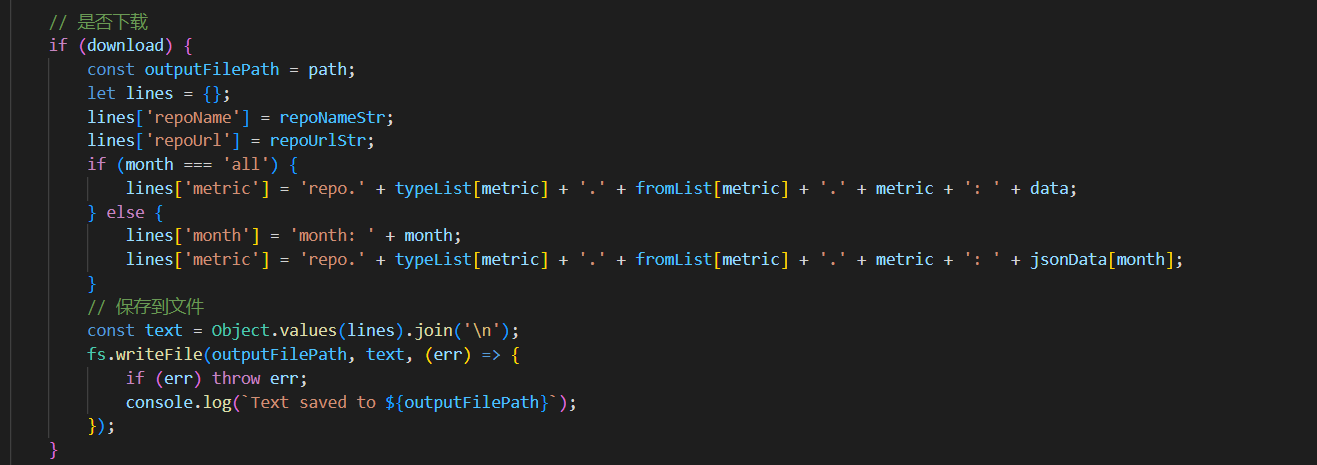 // 是否下载
if (download) {
const outputFilePath = path;
let lines = {};
lines['repoName'] = repoNameStr;
lines['repoUrl'] = repoUrlStr;
if (month === 'all') {
lines['metric'] = 'repo.' + typeList[metric] + '.' + fromList[metric] + '.' + metric + ': ' + data;
} else {
lines['month'] = 'month: ' + month;
lines['metric'] = 'repo.' + typeList[metric] + '.' + fromList[metric] + '.' + metric + ': ' + jsonData[month];
}
// 保存到文件
const text = Object.values(lines).join('\n');
fs.writeFile(outputFilePath, text, (err) => {
if (err) throw err;
console.log(`Text saved to ${outputFilePath}`);
});
}